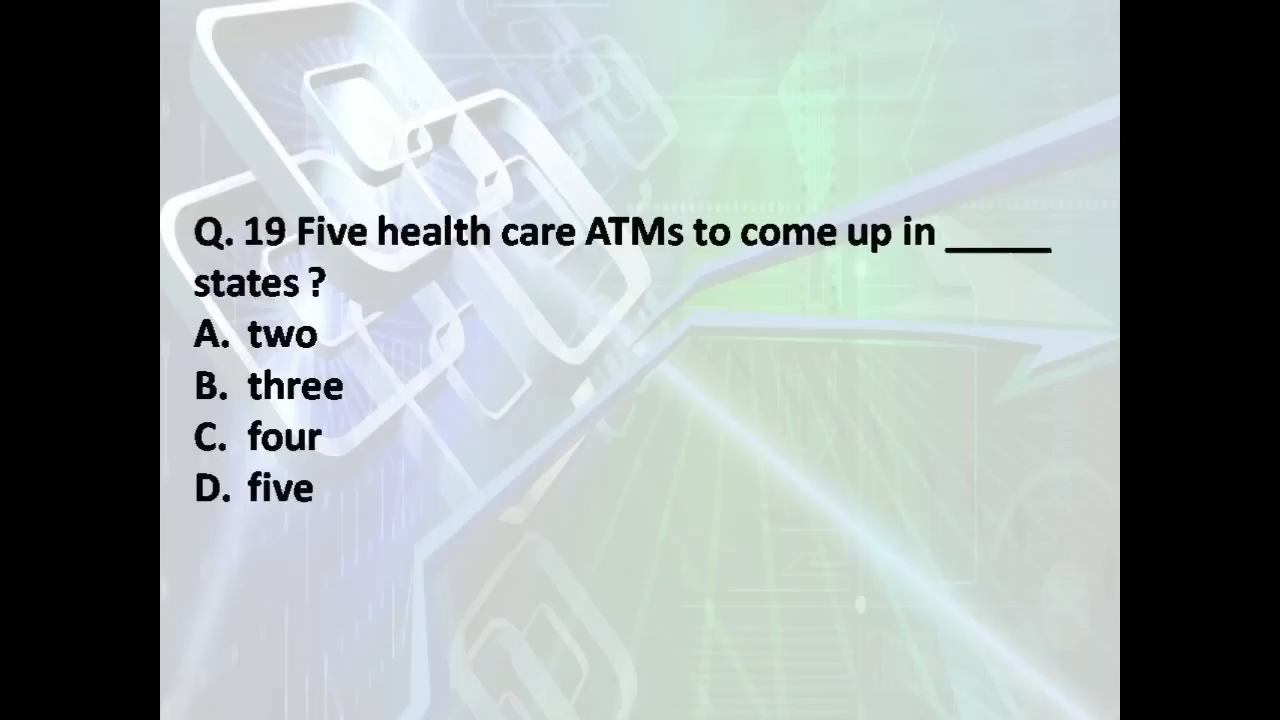 Q. 19 Five health care ATMs to come up in _____
states ?
A. two
B. three
C. four
D. five